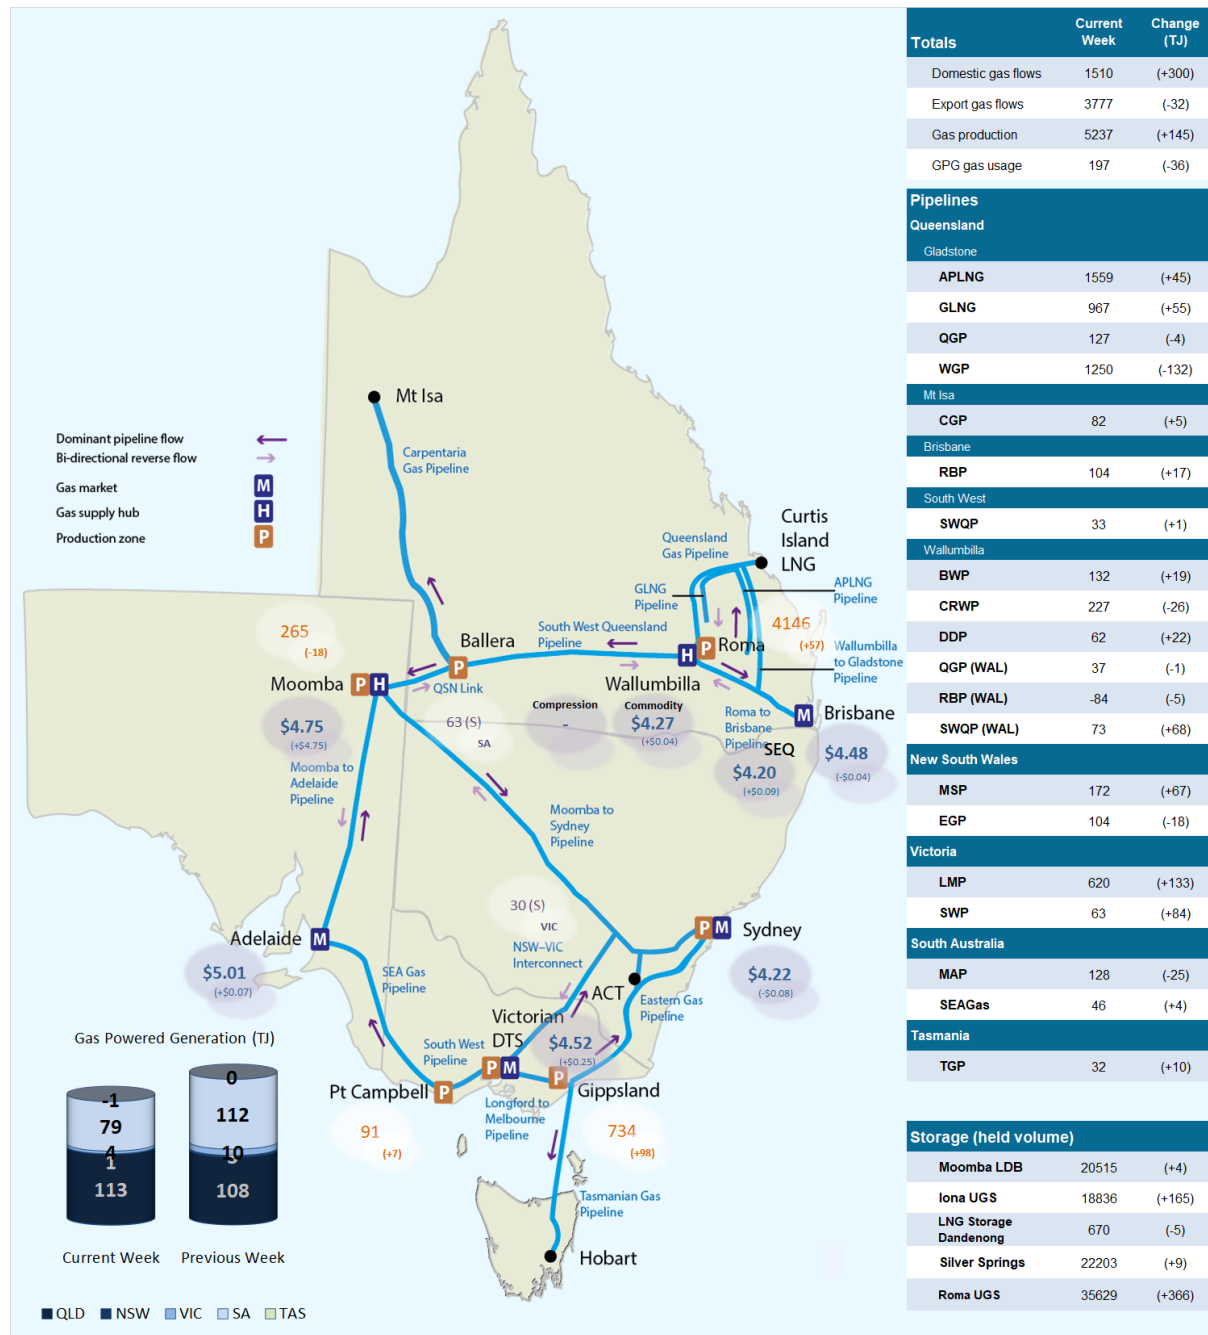 Mt Isa
Dominant pipeline flow
Bi-directional reverse flow
Gas market M
Gas supply hub H
Production zone P
Carpentaria
Gas Pipeline
Curtis
Island
LNG
Queensland
Gas Pipeline
GLNG
Pipeline
APLNG
Pipeline
4146
(+57)
Wallumbilla
to Gladstone
Pipeline
265
(-18)
Ballera
P
South West Queensland
Pipeline
H P Roma
Wallumbilla
Moomba P H
QSN Link
$4.75
(+$4.75)
63 (S)
SA
Compression
-
Commodity
$4.27
(+$0.04)
Roma to
Brisbane
Pipeline
M Brisbane
SEQ
$4.20
(+$0.09)
$4.48
(-$0.04)
Moomba to
Adelaide
Pipeline
Moomba to
Sydney
Pipeline
30 (S)
VIC
NSW–VIC
Interconnect
P M Sydney
$4.22
(-$0.08)
Adelaide M
$5.01
(+$0.07)
SEA Gas
Pipeline
ACT
Eastern Gas
Pipeline
Victorian
DTS
P M
$4.52
(+$0.25)
South West
Pipeline
Pt Campbell P
P
Gippsland
Longford to
Melbourne
Pipeline
91
(+7)
734
(+98)
Tasmanian Gas
Pipeline
Hobart
Gas Powered Generation (TJ)
-1
79
4
1
113
0
112
10
108
Current Week Previous Week
QLD NSW VIC SA TAS
Totals Current Week Change (TJ)
Domestic gas flows 1510 (+300)
Export gas flows 3777 (-32)
Gas production 5237 (+145)
GPG gas usage 197 (-36)
Pipelines
Queensland
Gladstone
APLNG 1559 (+45)
GLNG 967 (+55)
QGP 127 (-4)
WGP 1250 (-132)
Mt Isa
CGP 82 (+5)
Brisbane
RBP 104 (+17)
South West
SWQP 33 (+1)
Wallumbilla
BWP 132 (+19)
CRWP 227 (-26)
DDP 62 (+22)
QGP (WAL) 37 (-1)
RBP (WAL) -84 (-5)
SWQP (WAL) 73 (+68)
New South Wales
MSP 172 (+67)
EGP 104 (-18)
Victoria
LMP 620 (+133)
SWP 63 (+84)
South Australia
MAP 128 (-25)
SEAGas 46 (+4)
Tasmania
TGP 32 (+10)
Storage (held volume)
Moomba LDB 20515 (+4)
Iona UGS 18836 (+165)
LNG Storage
Dandenong 670 (-5)
Silver Springs 22203 (+9)
Roma UGS 35629 (+366)